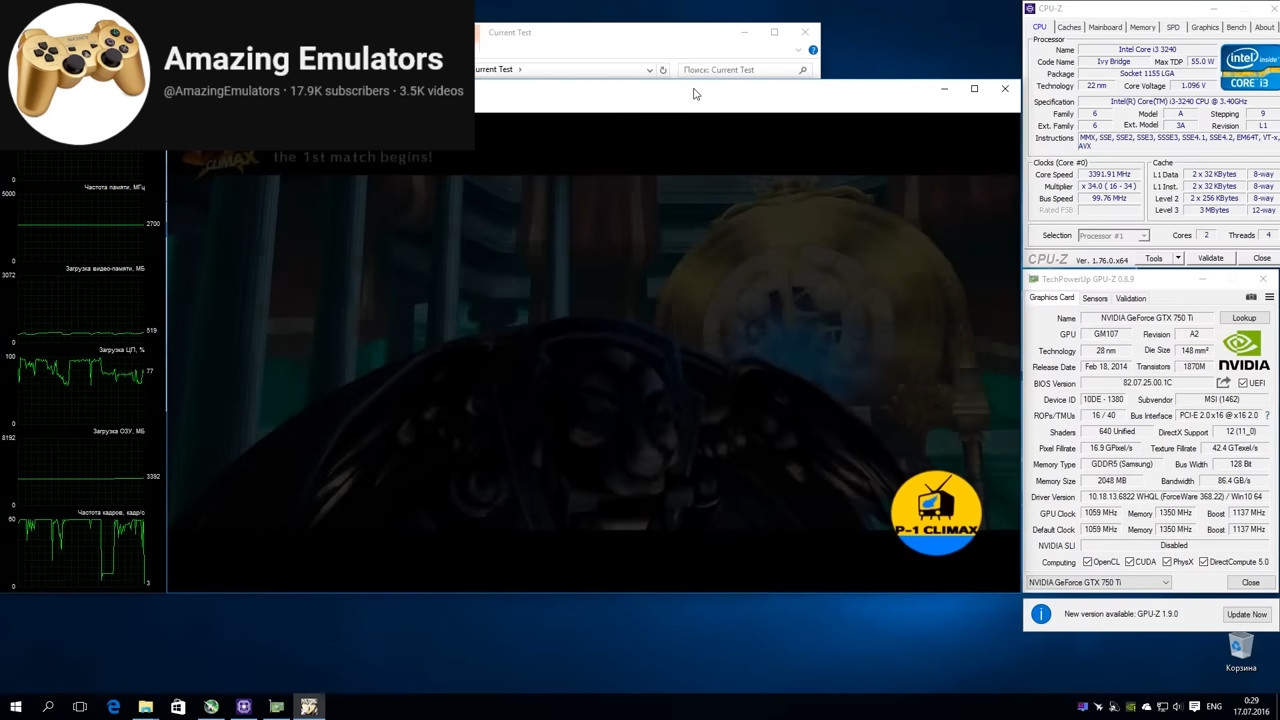 Amazing Emulators
@AmazingEmulators · 17.9K subscribers · 3.5K videos
Current Test
urrent Test
Поиск: Current Test
the 1st match begins!
CLIMAX
0
Частота памяти, МГц
5000
2700
0
Загрузка видео-памяти, МБ
3072
519
0
Загрузка ЦП, %
100
77
0
Загрузка ОЗУ, МБ
8192
3392
0
Частота кадров, кадр/с
60
3
0
P-1 CLIMAX
CPU-Z
CPU Caches Mainboard Memory SPD Graphics Bench About
Processor
Name Intel Core i3 3240
Code Name Ivy Bridge Max TDP 55.0 W
Package Socket 1155 LGA
Technology 22 nm Core Voltage 1.096 V
intel inside
CORE i3
Specification Intel(R) Core(TM) i3-3240 CPU @ 3.40GHz
Family 6 Model A Stepping 9
Ext. Family 6 Ext. Model 3A Revision L1
Instructions MMX, SSE, SSE2, SSE3, SSSE3, SSE4.1, SSE4.2, EM64T, VT-x,
AVX
Clocks (Core #0) Cache
Core Speed 3391.91 MHz L1 Data 2 x 32 KBytes 8-way
Multiplier x 34.0 ( 16 - 34 ) L1 Inst. 2 x 32 KBytes 8-way
Bus Speed 99.76 MHz Level 2 2 x 256 KBytes 8-way
Rated FSB Level 3 3 MBytes 12-way
Selection Processor #1 Cores 2 Threads 4
CPU-Z Ver. 1.76.0.x64 Tools Validate Close
TechPowerUp GPU-Z 0.8.9
Graphics Card Sensors Validation
Name NVIDIA GeForce GTX 750 Ti Lookup
GPU GM107 Revision A2
Technology 28 nm Die Size 148 mm²
Release Date Feb 18, 2014 Transistors 1870M
NVIDIA
BIOS Version 82.07.25.00.1C UEFI
Device ID 10DE - 1380 Subvendor MSI (1462)
ROPs/TMUs 16 / 40 Bus Interface PCI-E 2.0 x16 @ x16 2.0 ?
Shaders 640 Unified DirectX Support 12 (11_0)
Pixel Fillrate 16.9 GPixel/s Texture Fillrate 42.4 GTexel/s
Memory Type GDDR5 (Samsung) Bus Width 128 Bit
Memory Size 2048 MB Bandwidth 86.4 GB/s
Driver Version 10.18.13.6822 WHQL (ForceWare 368.22) / Win10 64
GPU Clock 1059 MHz Memory 1350 MHz Boost 1137 MHz
Default Clock 1059 MHz Memory 1350 MHz Boost 1137 MHz
NVIDIA SLI Disabled
Computing OpenCL CUDA PhysX DirectCompute 5.0
NVIDIA GeForce GTX 750 Ti Close
New version available: GPU-Z 1.9.0 Update Now
Корзина
ENG
0:29
17.07.2016